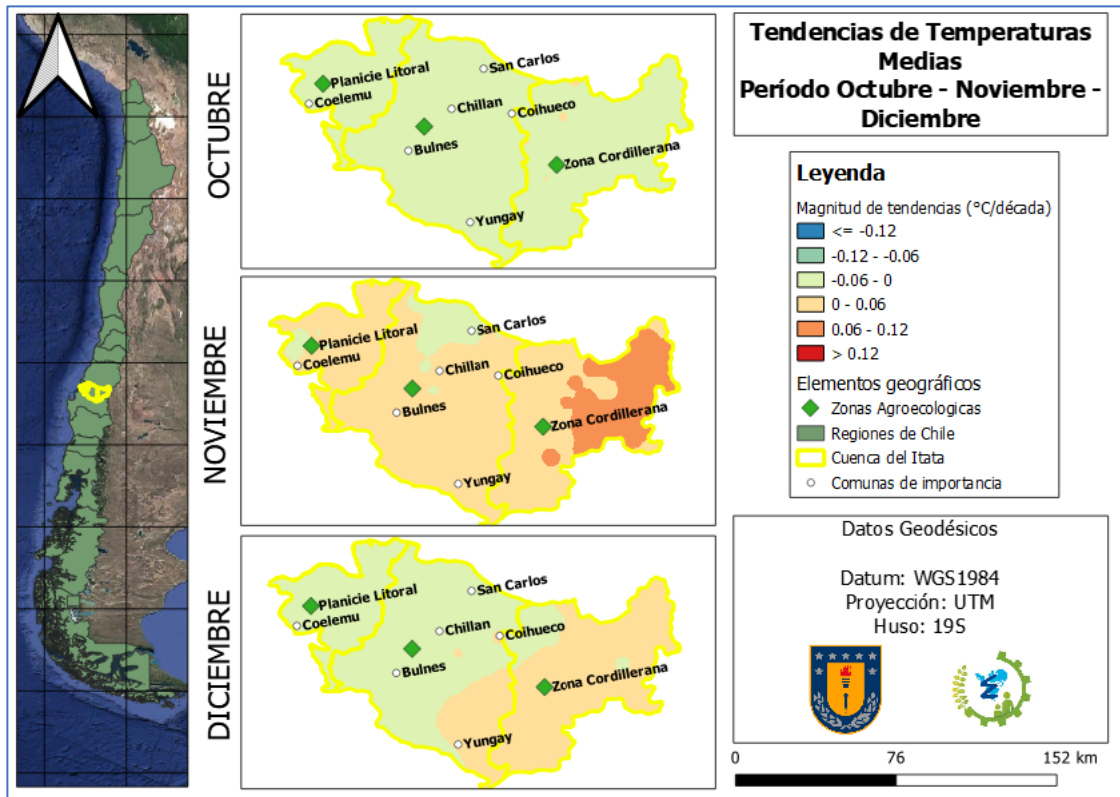 Tendencias de Temperaturas
Medias
Período Octubre - Noviembre -
Diciembre
OCTUBRE
San Carlos
Planicie Litoral
Coelemu
Chillan
Coihueco
Bulnes
Zona Cordillerana
Yungay
NOVIEMBRE
San Carlos
Planicie Litoral
Coelemu
Chillan
Coihueco
Bulnes
Zona Cordillerana
Yungay
DICIEMBRE
San Carlos
Planicie Litoral
Coelemu
Chillan
Coihueco
Bulnes
Zona Cordillerana
Yungay
Leyenda
Magnitud de tendencias (°C/década)
<= -0.12
-0.12 - -0.06
-0.06 - 0
0 - 0.06
0.06 - 0.12
> 0.12
Elementos geográficos
Zonas Agroecologicas
Regiones de Chile
Cuenca del Itata
Comunas de importancia
Datos Geodésicos
Datum: WGS1984
Proyección: UTM
Huso: 19S
0 76 152 km